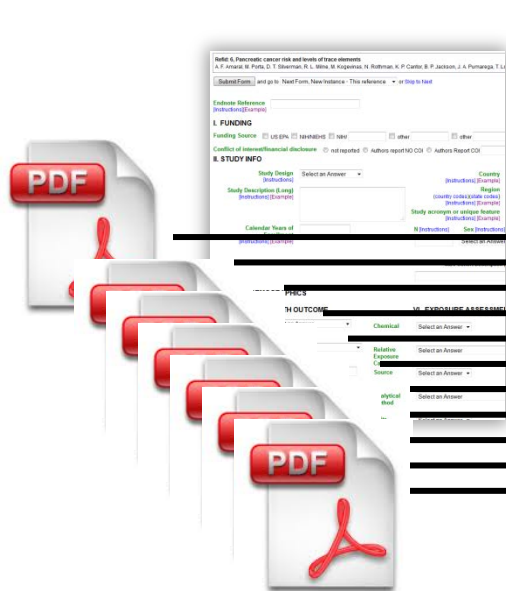 Refid: 6, Pancreatic cancer risk and levels of trace elements
A. F. Amaral, M. Porta, D. T. Silverman, R. L. Milne, M. Kogevinas, N. Rothman, K. P. Cantor, B. P. Jackson, J. A. Pumarega, T. L
Submit Form and go to Next Form, New Instance - This reference or Skip to Next
Endnote Reference
[Instructions][Example]
I. FUNDING
Funding Source US EPA NIH/NIEHS NIH/ other other
Conflict of interest/financial disclosure not reported Authors report NO COI Authors Report COI
II. STUDY INFO
Study Design Select an Answer Country
[Instructions] [Instructions] [Example]
Study Description (Long) Region
[Instructions] [Example] (country codes)(state codes)
[Instructions] [Example]
Study acronym or unique feature
[Instructions] [Example]
Calendar Years of N [Instructions] Sex [Instructions]
[Instructions] [Example] Select an Answer
PHICS
TH OUTCOME VI. EXPOSURE ASSESSME
Chemical Select an Answer
Relative Select an Answer
Exposure
Source Select an Answer
alytical Select an Answer
thod
PDF
PDF